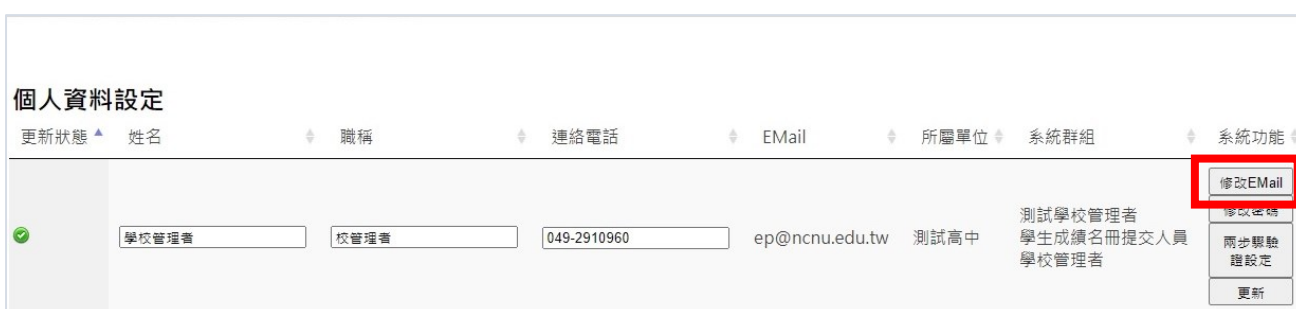 個人資料設定
更新狀態 姓名 職稱 連絡電話 EMail 所屬單位 系統群組 系統功能
學校管理者 校管理者 049-2910960 ep@ncnu.edu.tw 測試高中
測試學校管理者
學生成績名冊提交人員
學校管理者
修改EMail
修改密碼
兩步驟驗
證設定
更新